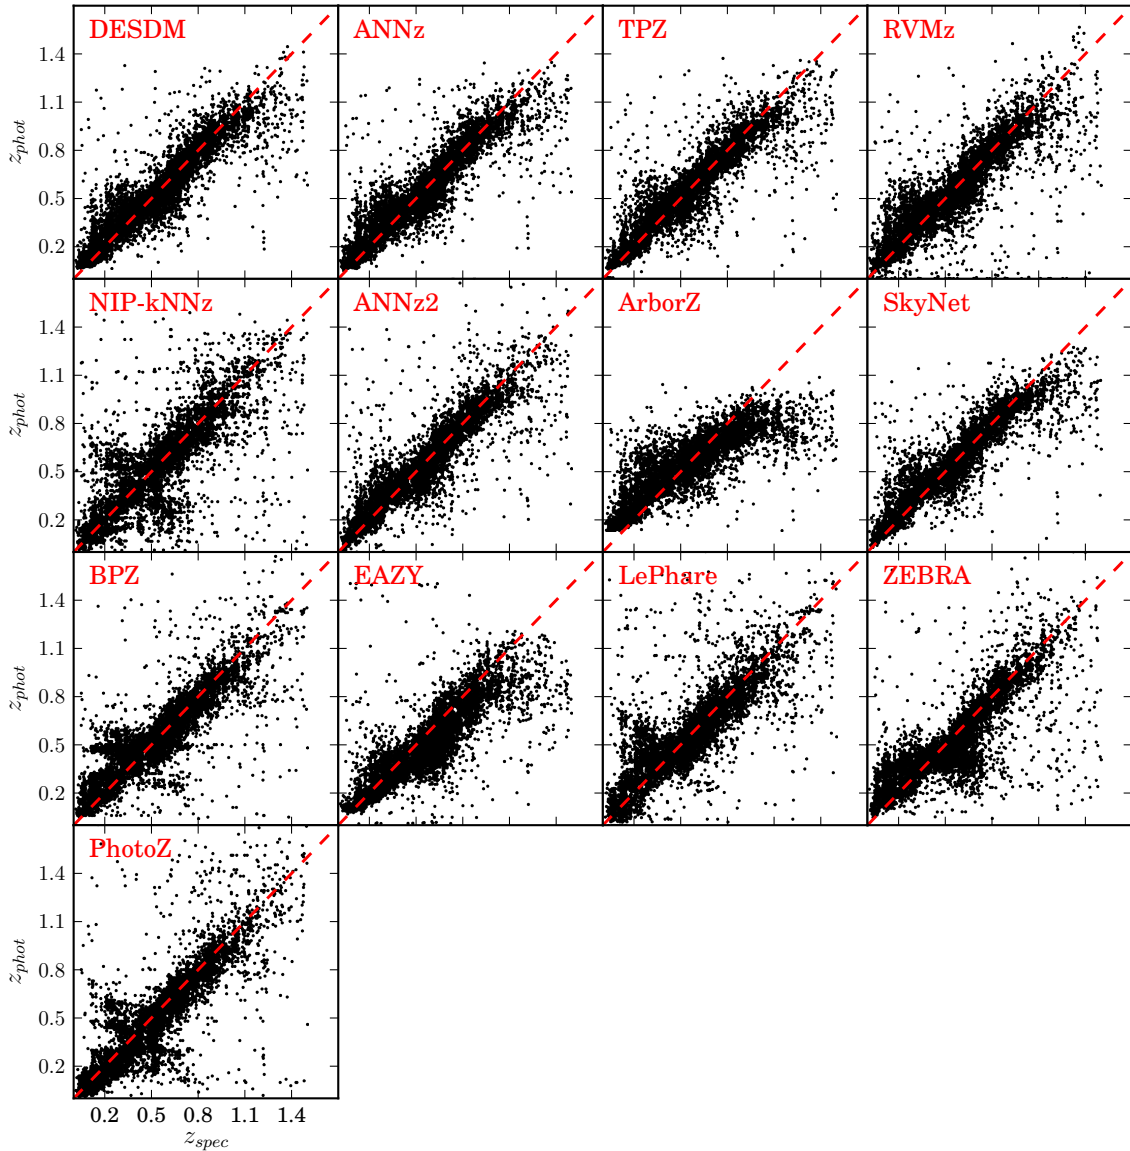 DESDM ANNz TPZ RVMz
1.4
1.1
0.8
0.5
0.2
z_phot
NIP-kNNz ANNz2 ArborZ SkyNet
1.4
1.1
0.8
0.5
0.2
z_phot
BPZ EAZY LePhare ZEBRA
1.4
1.1
0.8
0.5
0.2
z_phot
PhotoZ
1.4
1.1
0.8
0.5
0.2
z_phot
0.2 0.5 0.8 1.1 1.4
z_spec